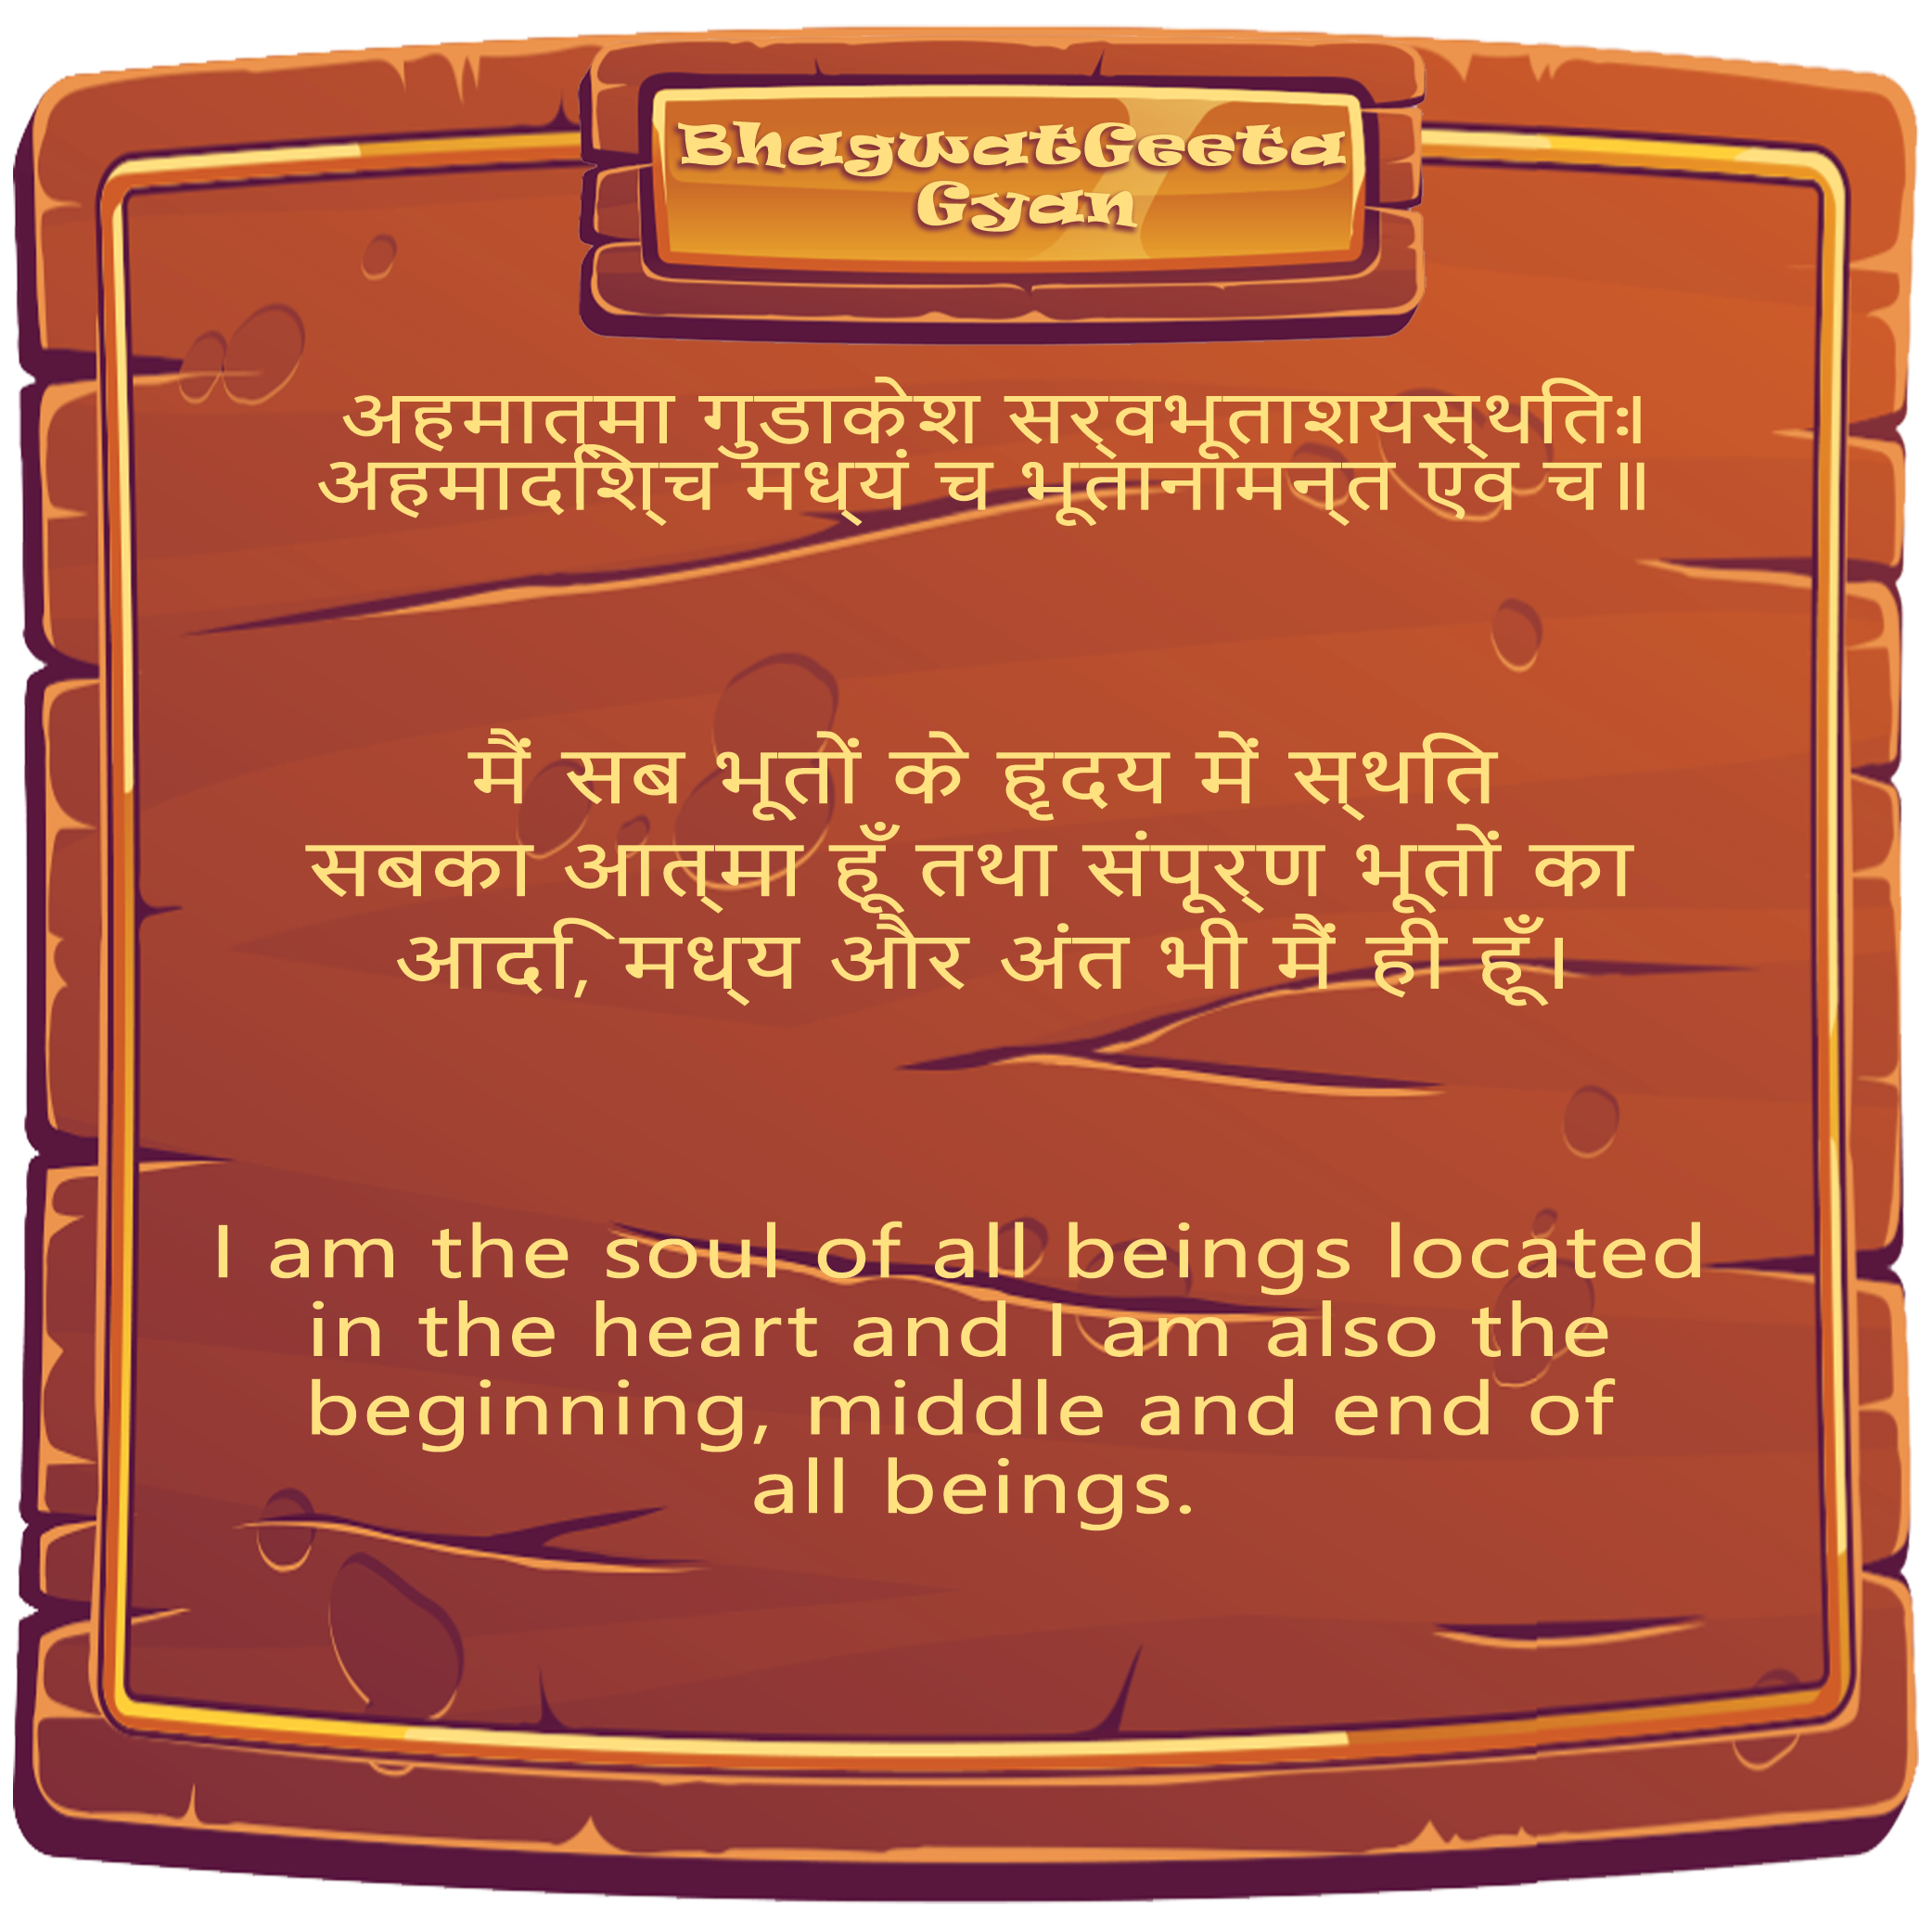 BhagwatGeeta
Gyan
अहमात्मा गुडाकेश सर्वभूताशयस्थितिः।
अहमादिश्च मध्यं च भूतानामन्त एव च॥
मैं सब भूतों के हृदय में स्थिति
सबका आत्मा हूँ तथा संपूर्ण भूतों का
आदि, मध्य और अंत भी मैं ही हूँ।
I am the soul of all beings located
in the heart and I am also the
beginning, middle and end of
all beings.